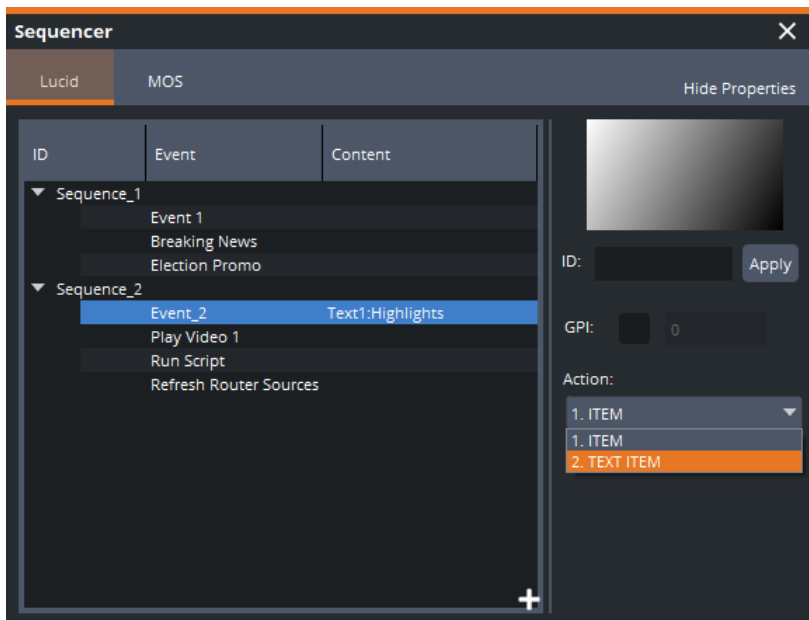 Sequencer
Lucid MOS Hide Properties
ID Event Content
Sequence_1
Event 1
Breaking News
Election Promo
Sequence_2
Event_2 Text1:Highlights
Play Video 1
Run Script
Refresh Router Sources
ID: Apply
GPI: 0
Action:
1. ITEM
1. ITEM
2. TEXT ITEM